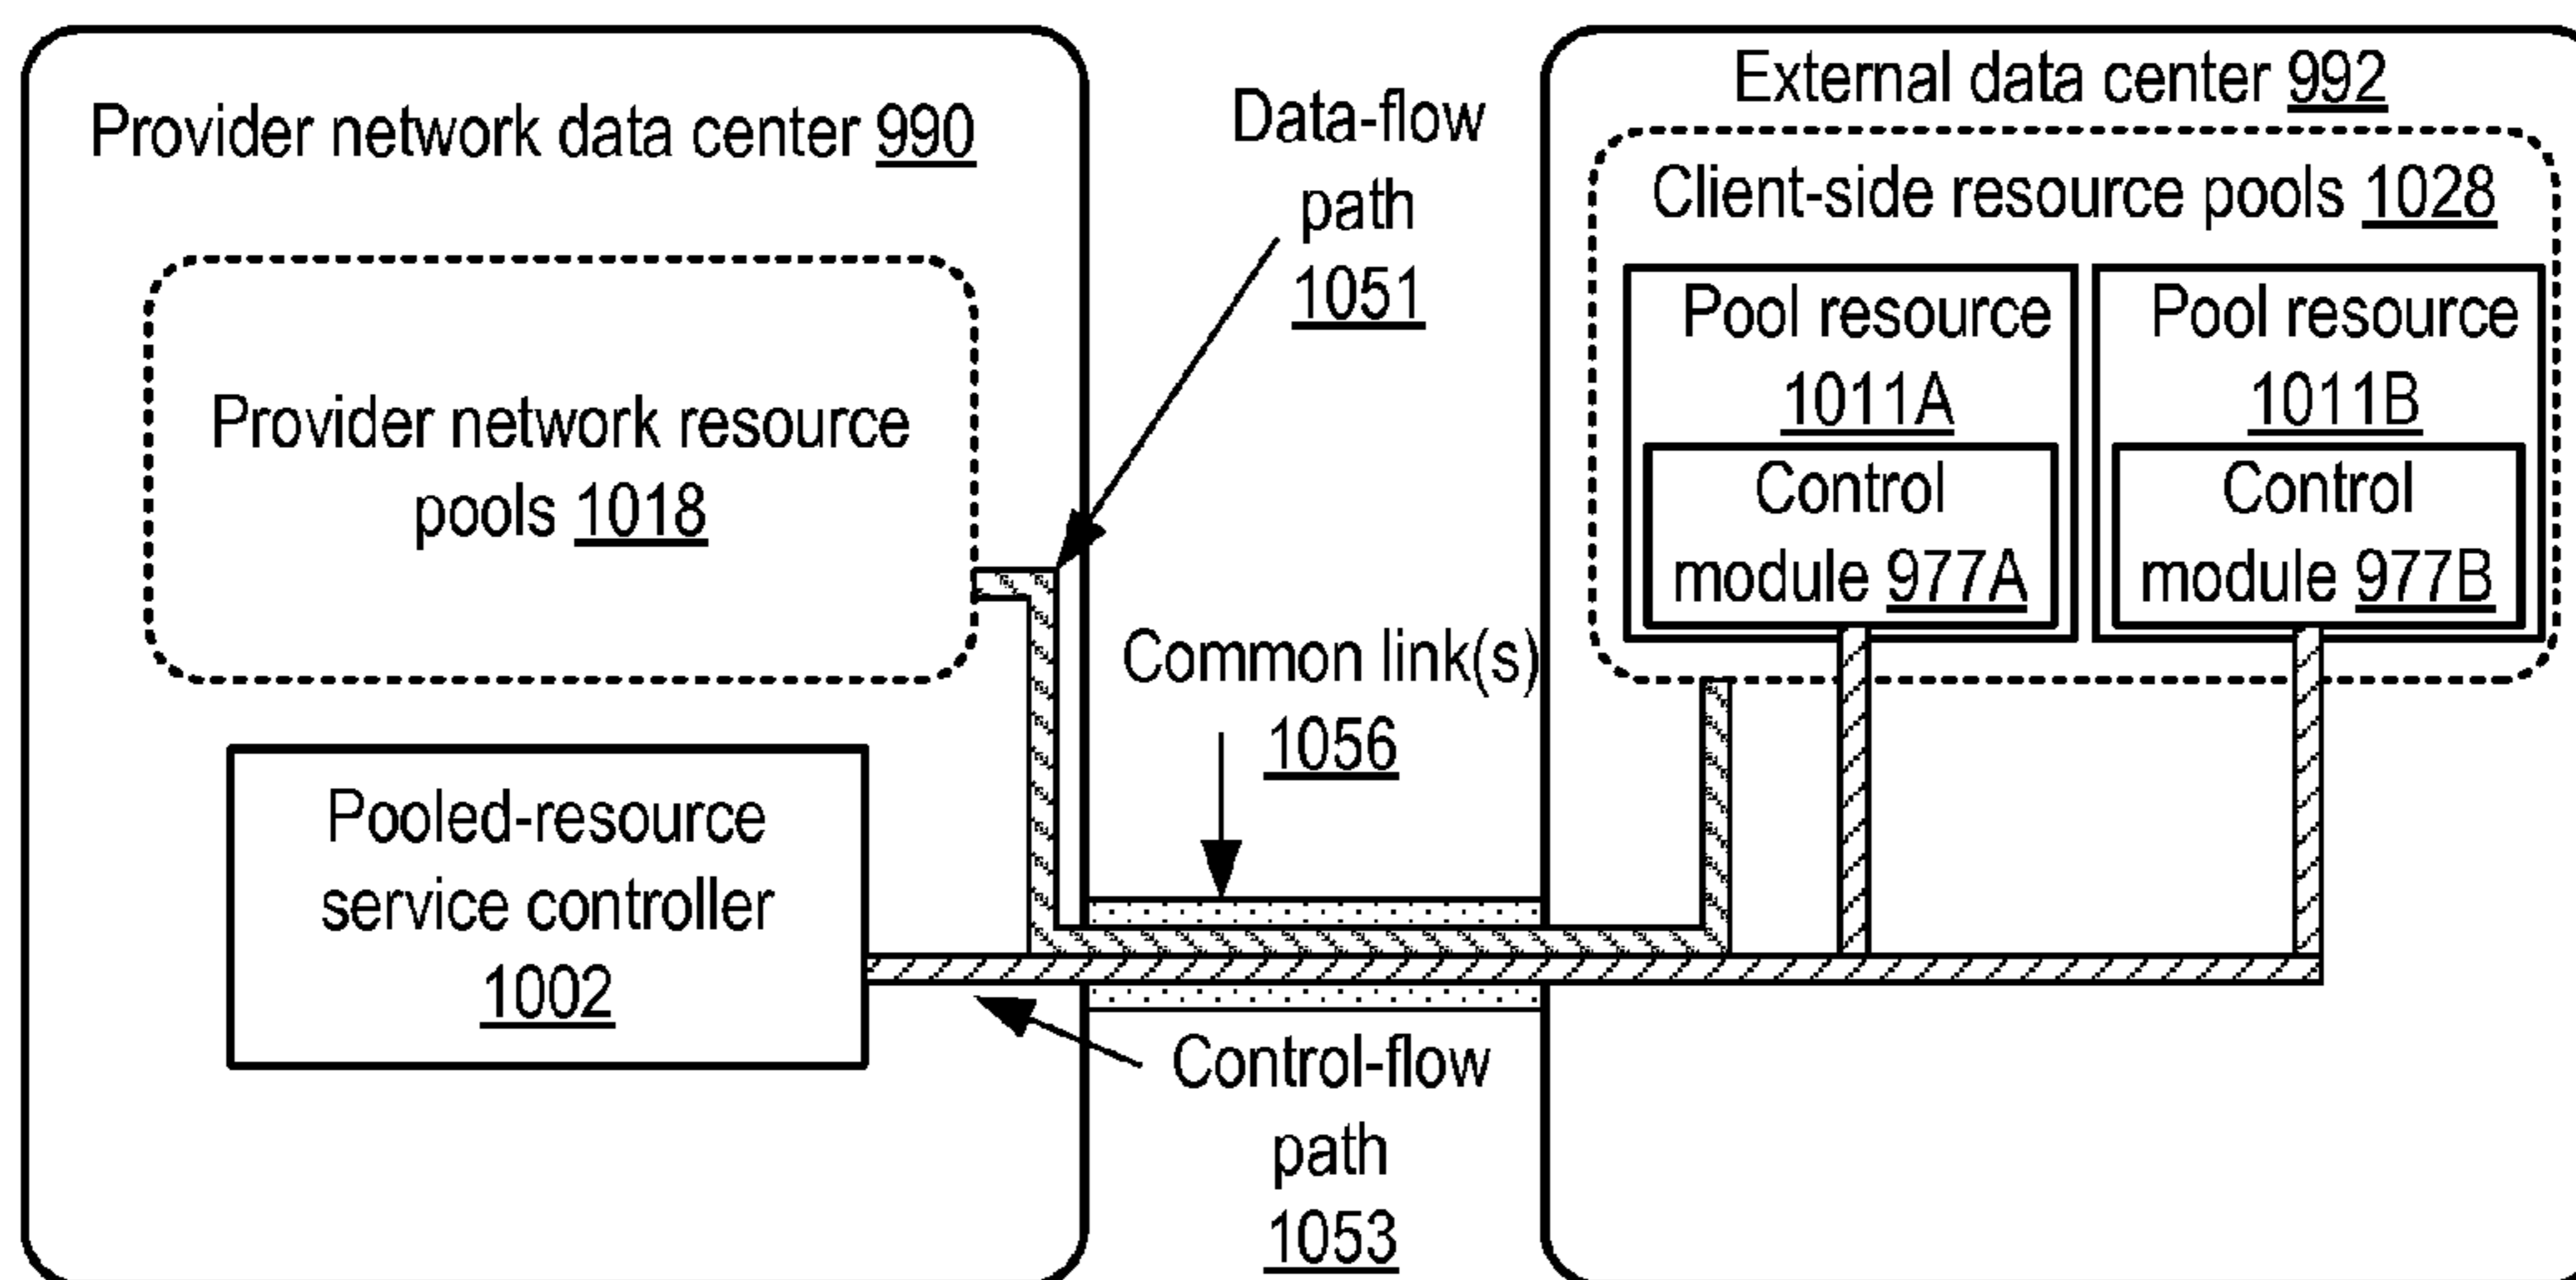 Provider network data center 990
Provider network resource
pools 1018
Pooled-resource
service controller
1002
Data-flow
path
1051
Common link(s)
1056
Control-flow
path
1053
External data center 992
Client-side resource pools 1028
Pool resource
1011A
Control
module 977A
Pool resource
1011B
Control
module 977B